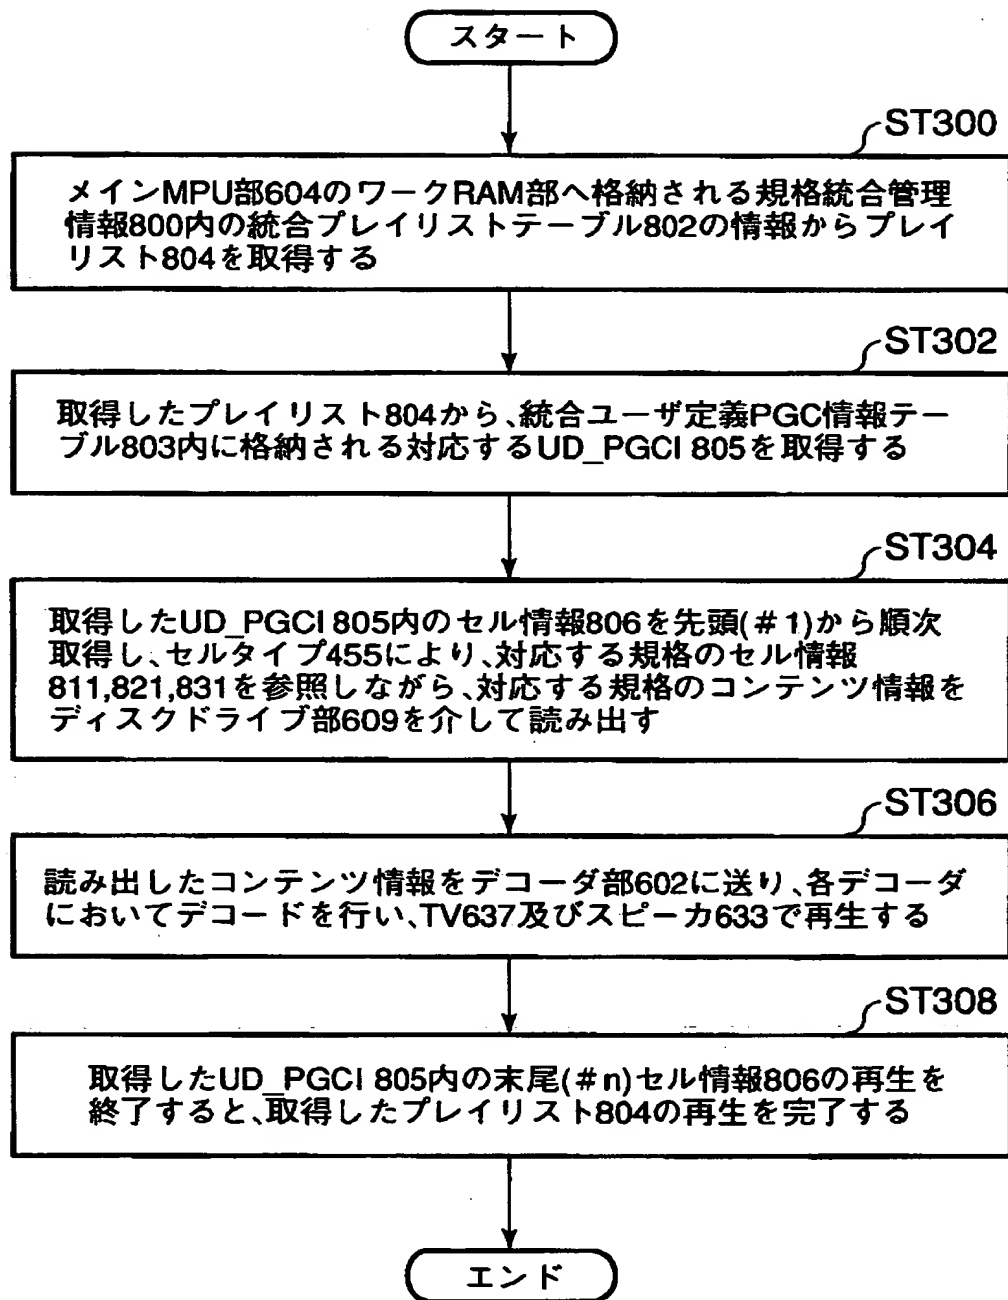 スタート
ST300
メインMPU部604のワークRAM部へ格納される規格統合管理
情報800内の統合プレイリストテーブル802の情報からプレイ
リスト804を取得する
ST302
取得したプレイリスト804から、統合ユーザ定義PGC情報テー
ブル803内に格納される対応するUD_PGCI 805を取得する
ST304
取得したUD_PGCI 805内のセル情報806を先頭(#1)から順次
取得し、セルタイプ455により、対応する規格のセル情報
811,821,831を参照しながら、対応する規格のコンテンツ情報を
ディスクドライブ部609を介して読み出す
ST306
読み出したコンテンツ情報をデコーダ部602に送り、各デコーダ
においてデコードを行い、TV637及びスピーカ633で再生する
ST308
取得したUD_PGCI 805内の末尾(#n)セル情報806の再生を
終了すると、取得したプレイリスト804の再生を完了する
エンド